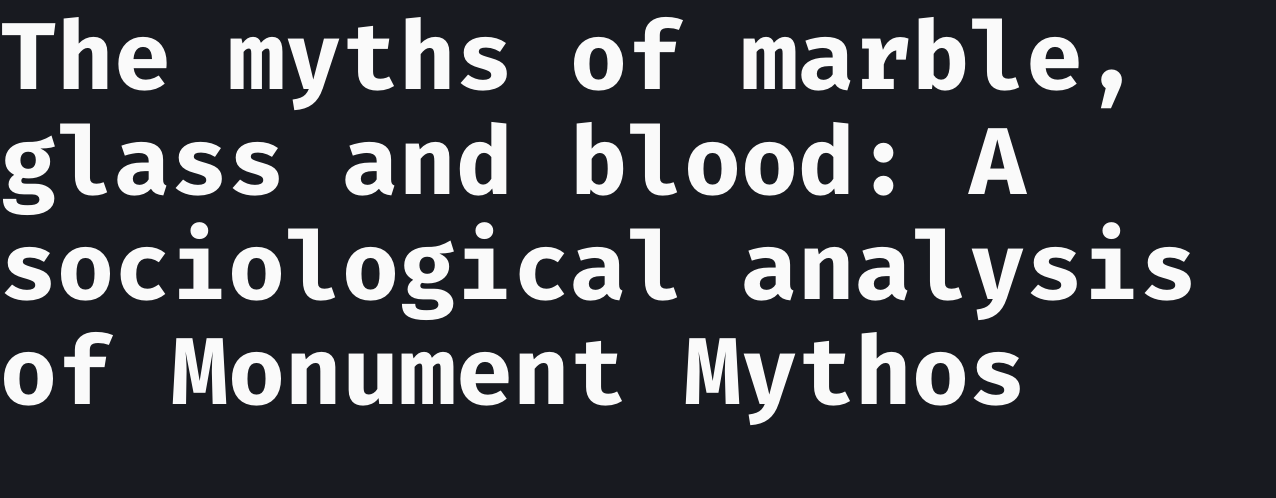 The myths of marble,
glass and blood: A
sociological analysis
of Monument Mythos